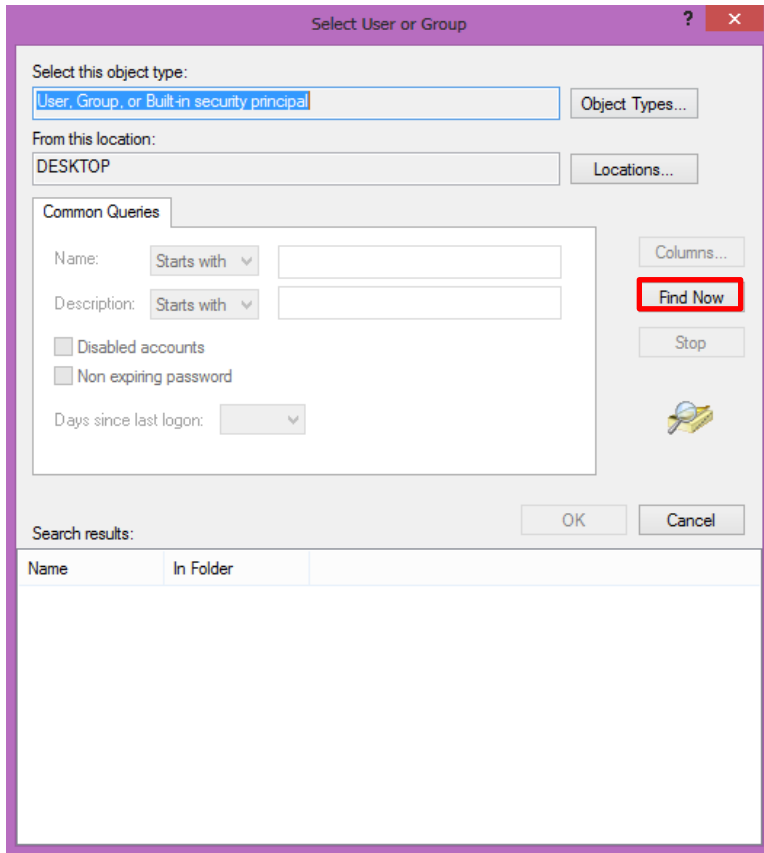 Select User or Group
?
Select this object type:
User, Group, or Built-in security principal
Object Types...
From this location:
DESKTOP
Locations...
Common Queries
Name:
Starts with
Columns...
Find Now
Description:
Starts with
Stop
Disabled accounts
Non expiring password
Days since last logon:
OK
Cancel
Search results:
Name
In Folder